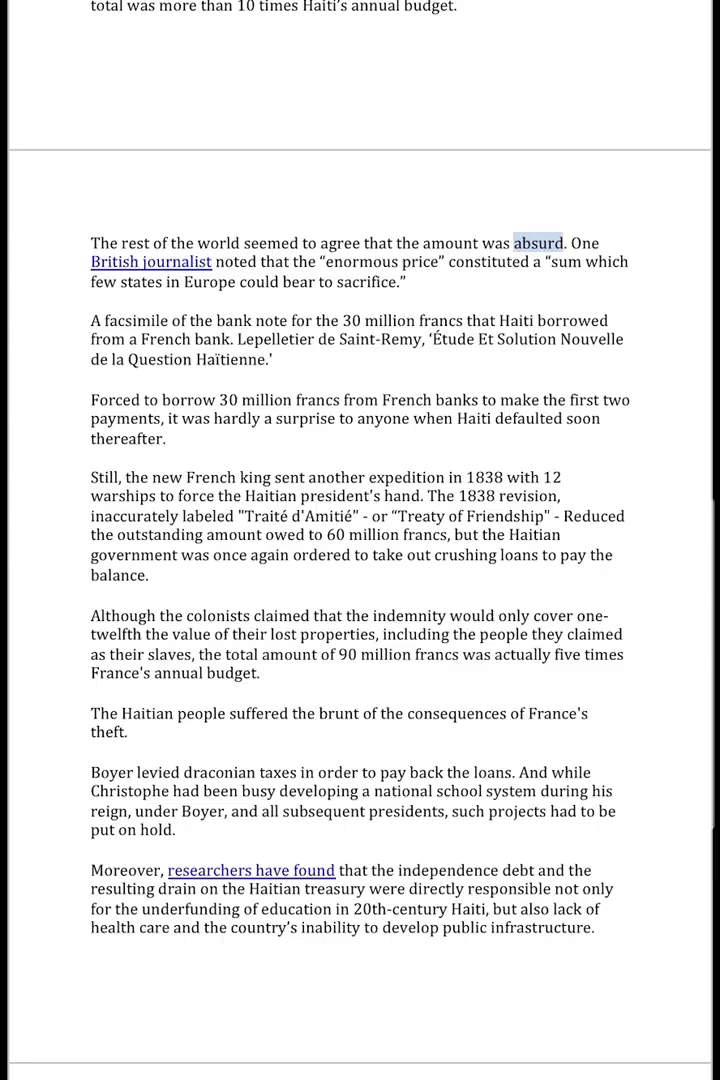 total was more than 10 times Haiti’s annual budget.
The rest of the world seemed to agree that the amount was absurd. One
British journalist noted that the “enormous price” constituted a “sum which
few states in Europe could bear to sacrifice.”
A facsimile of the bank note for the 30 million francs that Haiti borrowed
from a French bank. Lepelletier de Saint-Remy, ‘Étude Et Solution Nouvelle
de la Question Haïtienne.'
Forced to borrow 30 million francs from French banks to make the first two
payments, it was hardly a surprise to anyone when Haiti defaulted soon
thereafter.
Still, the new French king sent another expedition in 1838 with 12
warships to force the Haitian president's hand. The 1838 revision,
inaccurately labeled "Traité d'Amitié" - or “Treaty of Friendship" - Reduced
the outstanding amount owed to 60 million francs, but the Haitian
government was once again ordered to take out crushing loans to pay the
balance.
Although the colonists claimed that the indemnity would only cover one-
twelfth the value of their lost properties, including the people they claimed
as their slaves, the total amount of 90 million francs was actually five times
France's annual budget.
The Haitian people suffered the brunt of the consequences of France's
theft.
Boyer levied draconian taxes in order to pay back the loans. And while
Christophe had been busy developing a national school system during his
reign, under Boyer, and all subsequent presidents, such projects had to be
put on hold.
Moreover, researchers have found that the independence debt and the
resulting drain on the Haitian treasury were directly responsible not only
for the underfunding of education in 20th-century Haiti, but also lack of
health care and the country’s inability to develop public infrastructure.